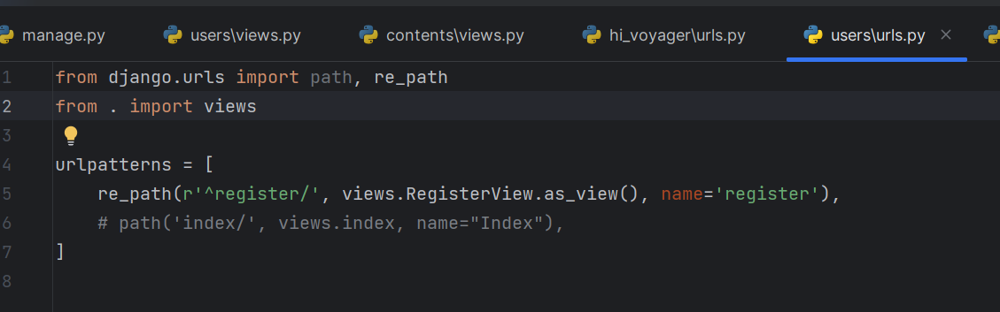 manage.py users\views.py contents\views.py hi_voyager\urls.py users\urls.py
1 from django.urls import path, re_path
2 from . import views
3
4 urlpatterns = [
5     re_path(r'^register/', views.RegisterView.as_view(), name='register'),
6     # path('index/', views.index, name="Index"),
7 ]
8